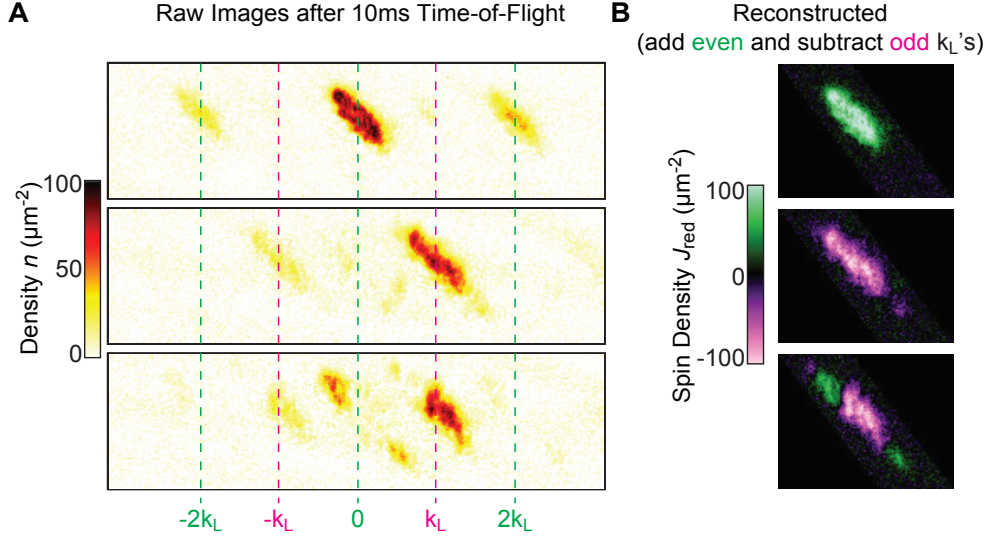 A
Raw Images after 10ms Time-of-Flight
Density n (μm⁻²)
100
50
0
-2kL
-kL
0
kL
2kL
B
Reconstructed
(add even and subtract odd kL's)
Spin Density Jred (μm⁻²)
100
0
-100